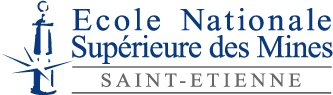 Ecole Nationale
Supérieure des Mines
SAINT-ETIENNE